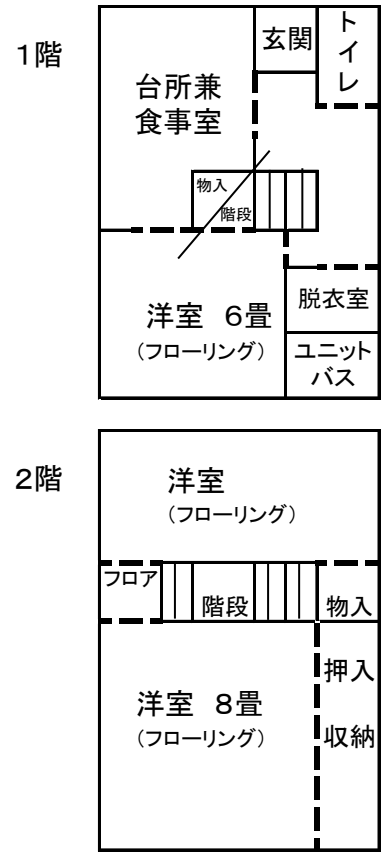 1階
玄関
トイレ
台所兼
食事室
物入
階段
洋室 6畳
(フローリング)
脱衣室
ユニット
バス
2階
洋室
(フローリング)
フロア
階段
物入
洋室 8畳
(フローリング)
押入
収納